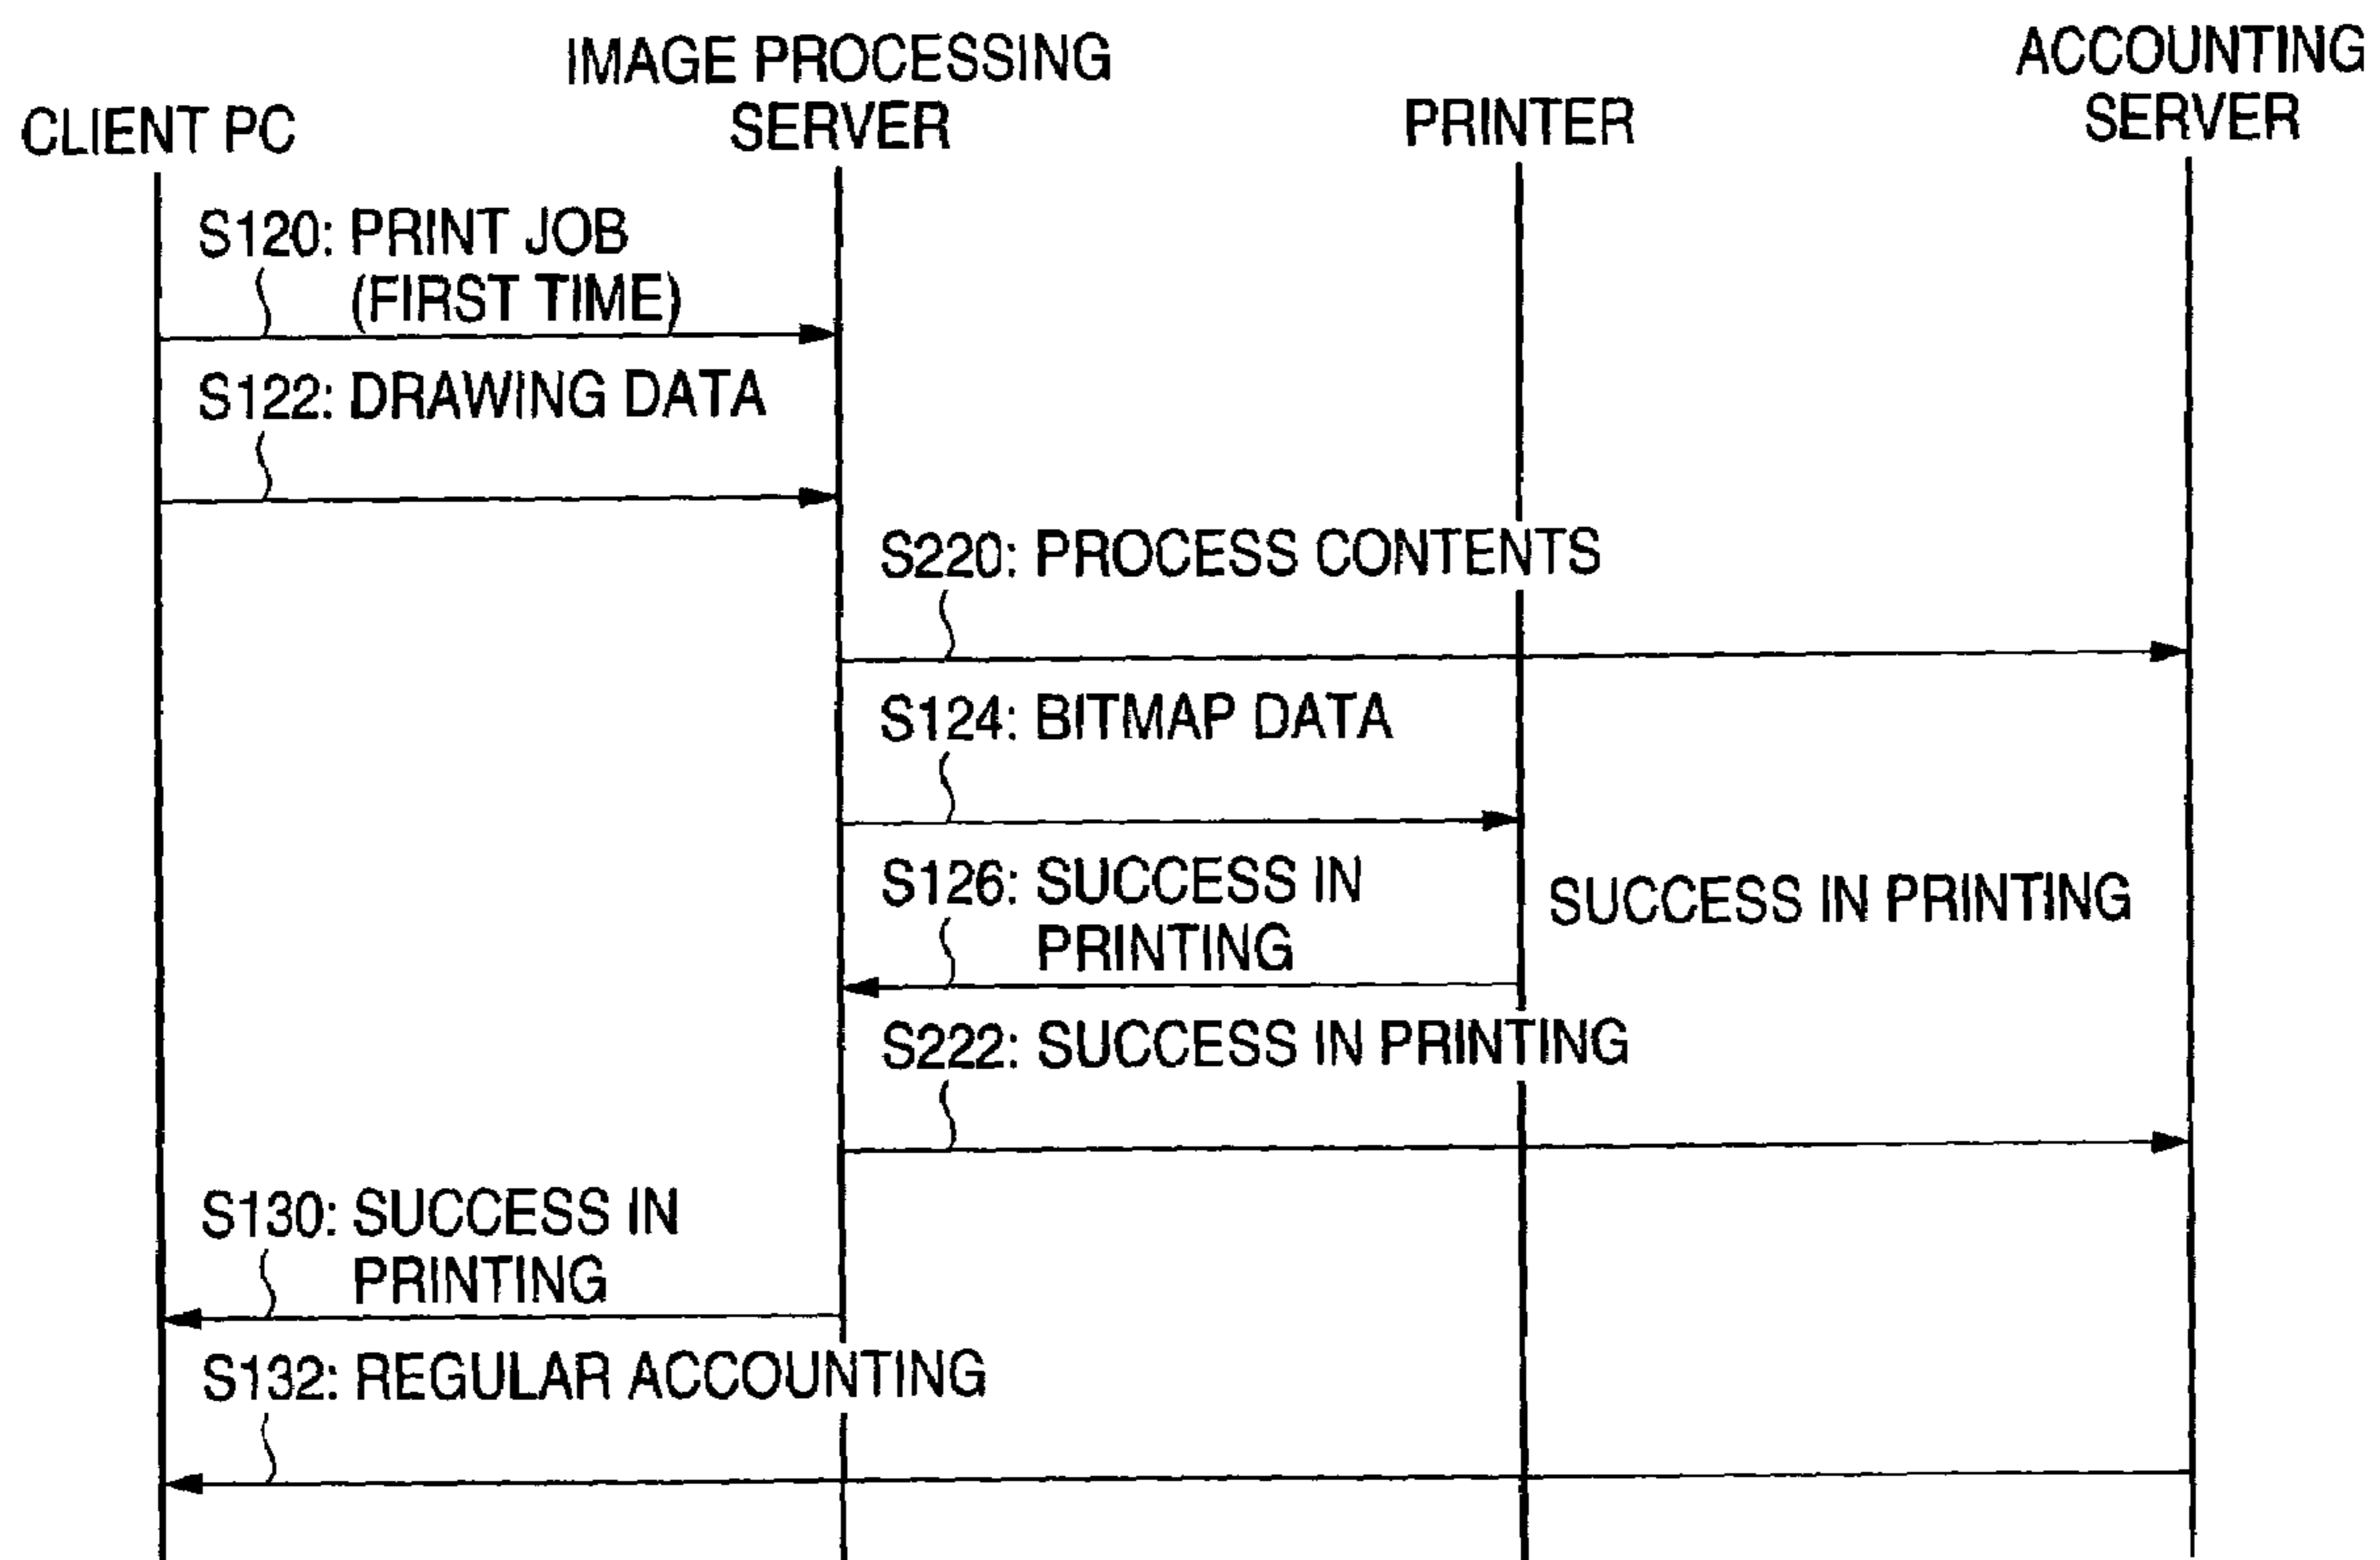 CLIENT PC
IMAGE PROCESSING
SERVER
PRINTER
ACCOUNTING
SERVER
S120: PRINT JOB
(FIRST TIME)
S122: DRAWING DATA
S220: PROCESS CONTENTS
S124: BITMAP DATA
S126: SUCCESS IN
PRINTING
SUCCESS IN PRINTING
S222: SUCCESS IN PRINTING
S130: SUCCESS IN
PRINTING
S132: REGULAR ACCOUNTING